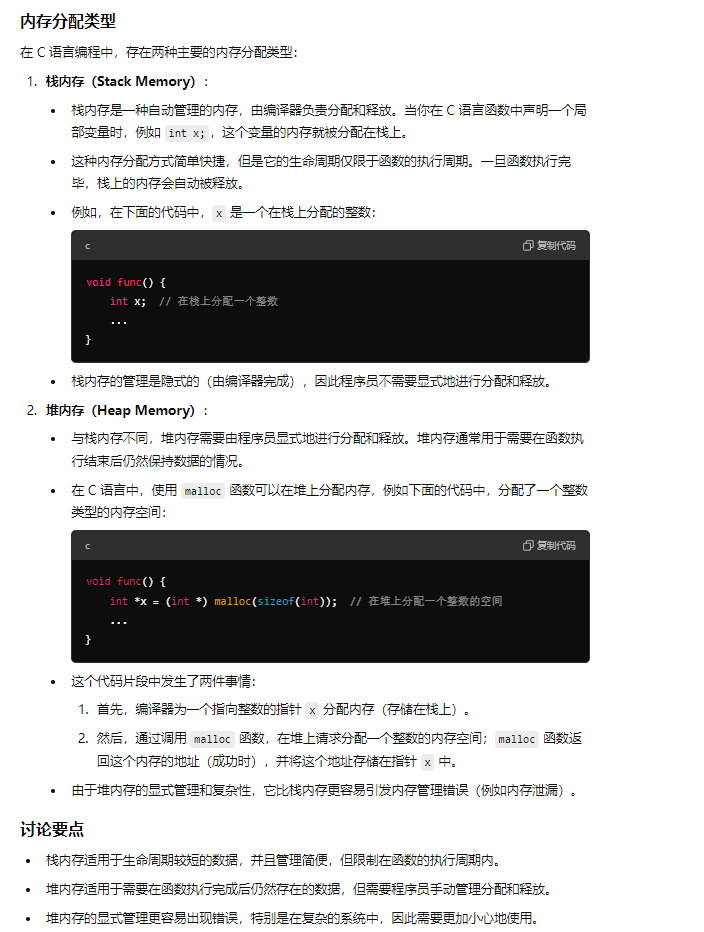 内存分配类型
在 C 语言编程中，存在两种主要的内存分配类型：
1. 栈内存（Stack Memory）：
• 栈内存是一种自动管理的内存，由编译器负责分配和释放。当你在 C 语言函数中声明一个局
部变量时，例如 int x; ，这个变量的内存就被分配在栈上。
• 这种内存分配方式简单快捷，但是它的生命周期仅限于函数的执行周期。一旦函数执行完
毕，栈上的内存会自动被释放。
• 例如，在下面的代码中， x 是一个在栈上分配的整数：
c 复制代码
void func() {
    int x;  // 在栈上分配一个整数
    ...
}
• 栈内存的管理是隐式的（由编译器完成），因此程序员不需要显式地进行分配和释放。
2. 堆内存（Heap Memory）：
• 与栈内存不同，堆内存需要由程序员显式地进行分配和释放。堆内存通常用于需要在函数执
行结束后仍然保持数据的情况。
• 在 C 语言中，使用 malloc 函数可以在堆上分配内存，例如下面的代码中，分配了一个整数
类型的内存空间：
c 复制代码
void func() {
    int *x = (int *) malloc(sizeof(int));  // 在堆上分配一个整数的空间
    ...
}
• 这个代码片段中发生了两件事情：
1. 首先，编译器为一个指向整数的指针 x 分配内存（存储在栈上）。
2. 然后，通过调用 malloc 函数，在堆上请求分配一个整数的内存空间； malloc 函数返
回这个内存的地址（成功时），并将这个地址存储在指针 x 中。
• 由于堆内存的显式管理和复杂性，它比栈内存更容易引发内存管理错误（例如内存泄漏）。
讨论要点
• 栈内存适用于生命周期较短的数据，并且管理简便，但限制在函数的执行周期内。
• 堆内存适用于需要在函数执行完成后仍然存在的数据，但需要程序员手动管理分配和释放。
• 堆内存的显式管理更容易出现错误，特别是在复杂的系统中，因此需要更加小心地使用。